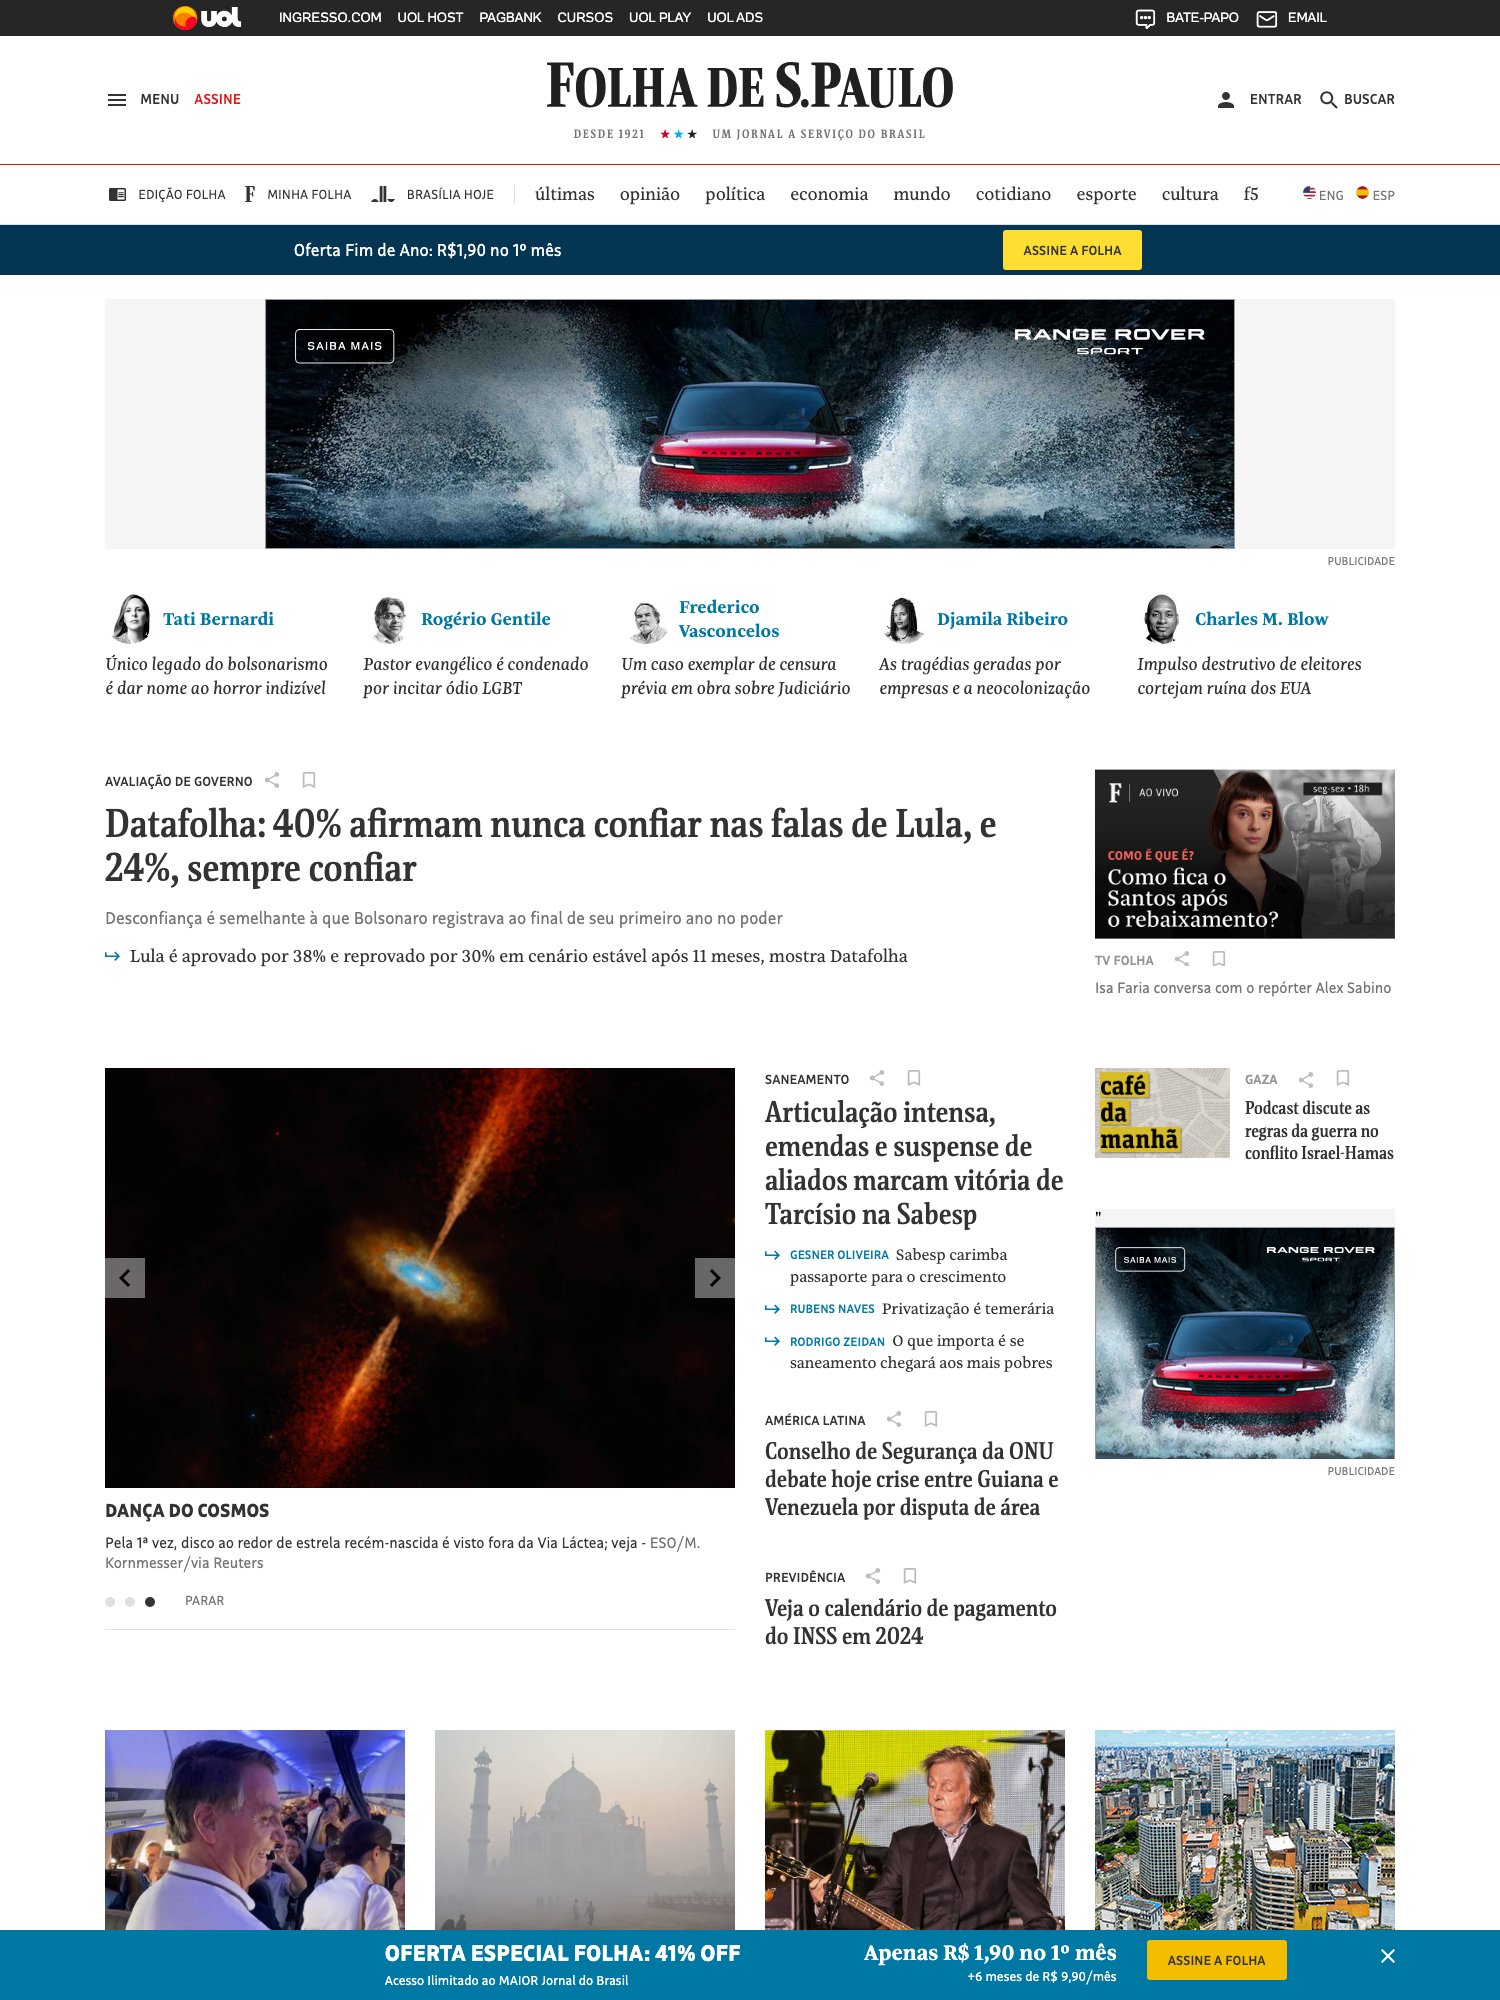 uol INGRESSO.COM UOL HOST PAGBANK CURSOS UOL PLAY UOL ADS BATE-PAPO EMAIL
MENU ASSINE FOLHA DE S.PAULO ENTRAR BUSCAR
DESDE 1921 ★★★ UM JORNAL A SERVIÇO DO BRASIL
EDIÇÃO FOLHA F MINHA FOLHA BRASÍLIA HOJE últimas opinião política economia mundo cotidiano esporte cultura f5 ENG ESP
Oferta Fim de Ano: R$1,90 no 1º mês ASSINE A FOLHA
SAIBA MAIS RANGE ROVER
SPORT
RANGE ROVER
PUBLICIDADE
Tati Bernardi
Único legado do bolsonarismo
é dar nome ao horror indizível
Rogério Gentile
Pastor evangélico é condenado
por incitar ódio LGBT
Frederico
Vasconcelos
Um caso exemplar de censura
prévia em obra sobre Judiciário
Djamila Ribeiro
As tragédias geradas por
empresas e a neocolonização
Charles M. Blow
Impulso destrutivo de eleitores
cortejam ruína dos EUA
AVALIAÇÃO DE GOVERNO
Datafolha: 40% afirmam nunca confiar nas falas de Lula, e
24%, sempre confiar
Desconfiança é semelhante à que Bolsonaro registrava ao final de seu primeiro ano no poder
Lula é aprovado por 38% e reprovado por 30% em cenário estável após 11 meses, mostra Datafolha
F AO VIVO seg-sex • 18h
COMO É QUE É?
Como fica o
Santos após
o rebaixamento?
TV FOLHA
Isa Faria conversa com o repórter Alex Sabino
DANÇA DO COSMOS
Pela 1ª vez, disco ao redor de estrela recém-nascida é visto fora da Via Láctea; veja - ESO/M.
Kornmesser/via Reuters
PARAR
SANEAMENTO
Articulação intensa,
emendas e suspense de
aliados marcam vitória de
Tarcísio na Sabesp
GESNER OLIVEIRA Sabesp carimba
passaporte para o crescimento
RUBENS NAVES Privatização é temerária
RODRIGO ZEIDAN O que importa é se
saneamento chegará aos mais pobres
AMÉRICA LATINA
Conselho de Segurança da ONU
debate hoje crise entre Guiana e
Venezuela por disputa de área
PREVIDÊNCIA
Veja o calendário de pagamento
do INSS em 2024
café
da
manhã
GAZA
Podcast discute as
regras da guerra no
conflito Israel-Hamas
"
SAIBA MAIS RANGE ROVER
SPORT
RANGE ROVER
PUBLICIDADE
OFERTA ESPECIAL FOLHA: 41% OFF
Acesso Ilimitado ao MAIOR Jornal do Brasil
Apenas R$ 1,90 no 1º mês
+6 meses de R$ 9,90/mês
ASSINE A FOLHA